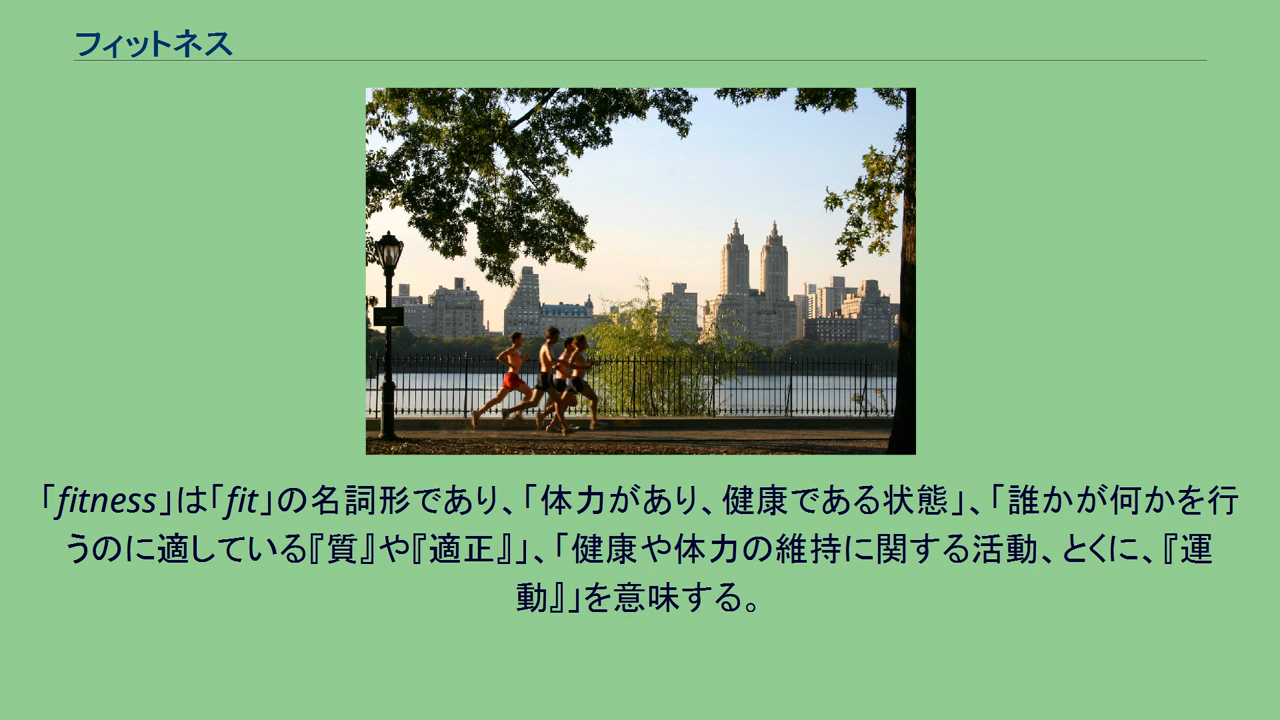 フィットネス
「fitness」は「fit」の名詞形であり、「体力があり、健康である状態」、「誰かが何かを行
うのに適している『質』や『適正』」、「健康や体力の維持に関する活動、とくに、『運
動』」を意味する。